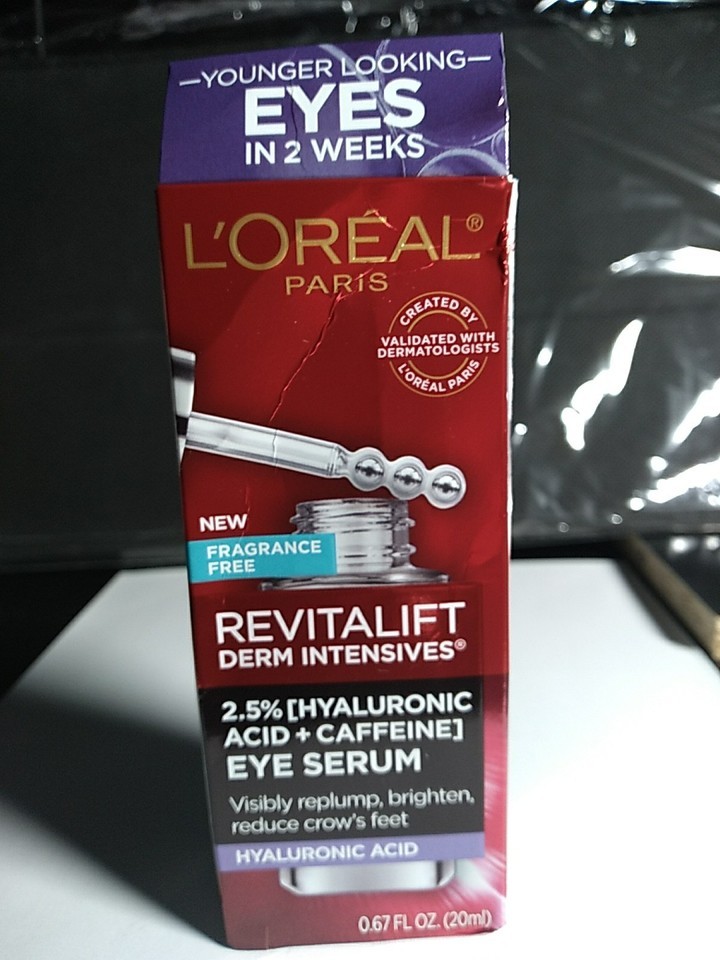 —YOUNGER LOOKING—
EYES
IN 2 WEEKS
L'ORÉAL®
PARIS
CREATED BY
VALIDATED WITH
DERMATOLOGISTS
L'ORÉAL PARIS
NEW
FRAGRANCE
FREE
REVITALIFT
DERM INTENSIVES®
2.5% [HYALURONIC
ACID + CAFFEINE]
EYE SERUM
Visibly replump, brighten,
reduce crow's feet
HYALURONIC ACID
0.67 FL OZ. (20ml)